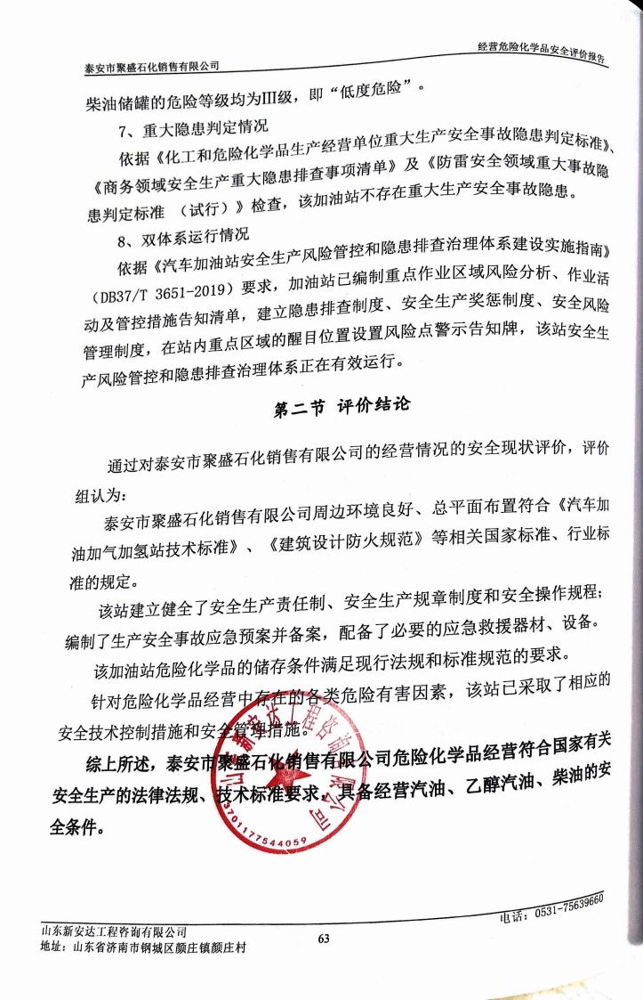 泰安市聚盛石化销售有限公司
经营危险化学品安全评价报告
柴油储罐的危险等级均为III级，即“低度危险”。
7、重大隐患判定情况
依据《化工和危险化学品生产经营单位重大生产安全事故隐患判定标准》、
《商务领域安全生产重大隐患排查事项清单》及《防雷安全领域重大事故隐
患判定标准 （试行）》检查，该加油站不存在重大生产安全事故隐患。
8、双体系运行情况
依据《汽车加油站安全生产风险管控和隐患排查治理体系建设实施指南》
（DB37/T 3651-2019）要求，加油站已编制重点作业区域风险分析、作业活
动及管控措施告知清单，建立隐患排查制度、安全生产奖惩制度、安全风险
管理制度，在站内重点区域的醒目位置设置风险点警示告知牌，该站安全生
产风险管控和隐患排查治理体系正在有效运行。
第二节 评价结论
通过对泰安市聚盛石化销售有限公司的经营情况的安全现状评价，评价
组认为：
泰安市聚盛石化销售有限公司周边环境良好、总平面布置符合《汽车加
油加气加氢站技术标准》、《建筑设计防火规范》等相关国家标准、行业标
准的规定。
该站建立健全了安全生产责任制、安全生产规章制度和安全操作规程；
编制了生产安全事故应急预案并备案，配备了必要的应急救援器材、设备。
该加油站危险化学品的储存条件满足现行法规和标准规范的要求。
针对危险化学品经营中存在的各类危险有害因素，该站已采取了相应的
安全技术控制措施和安全管理措施。
综上所述，泰安市聚盛石化销售有限公司危险化学品经营符合国家有关
安全生产的法律法规、技术标准要求，具备经营汽油、乙醇汽油、柴油的安
全条件。
山东新安达工程咨询有限公司
3701177544059
山东新安达工程咨询有限公司
地址：山东省济南市钢城区颜庄镇颜庄村
63
电话：0531-75639660